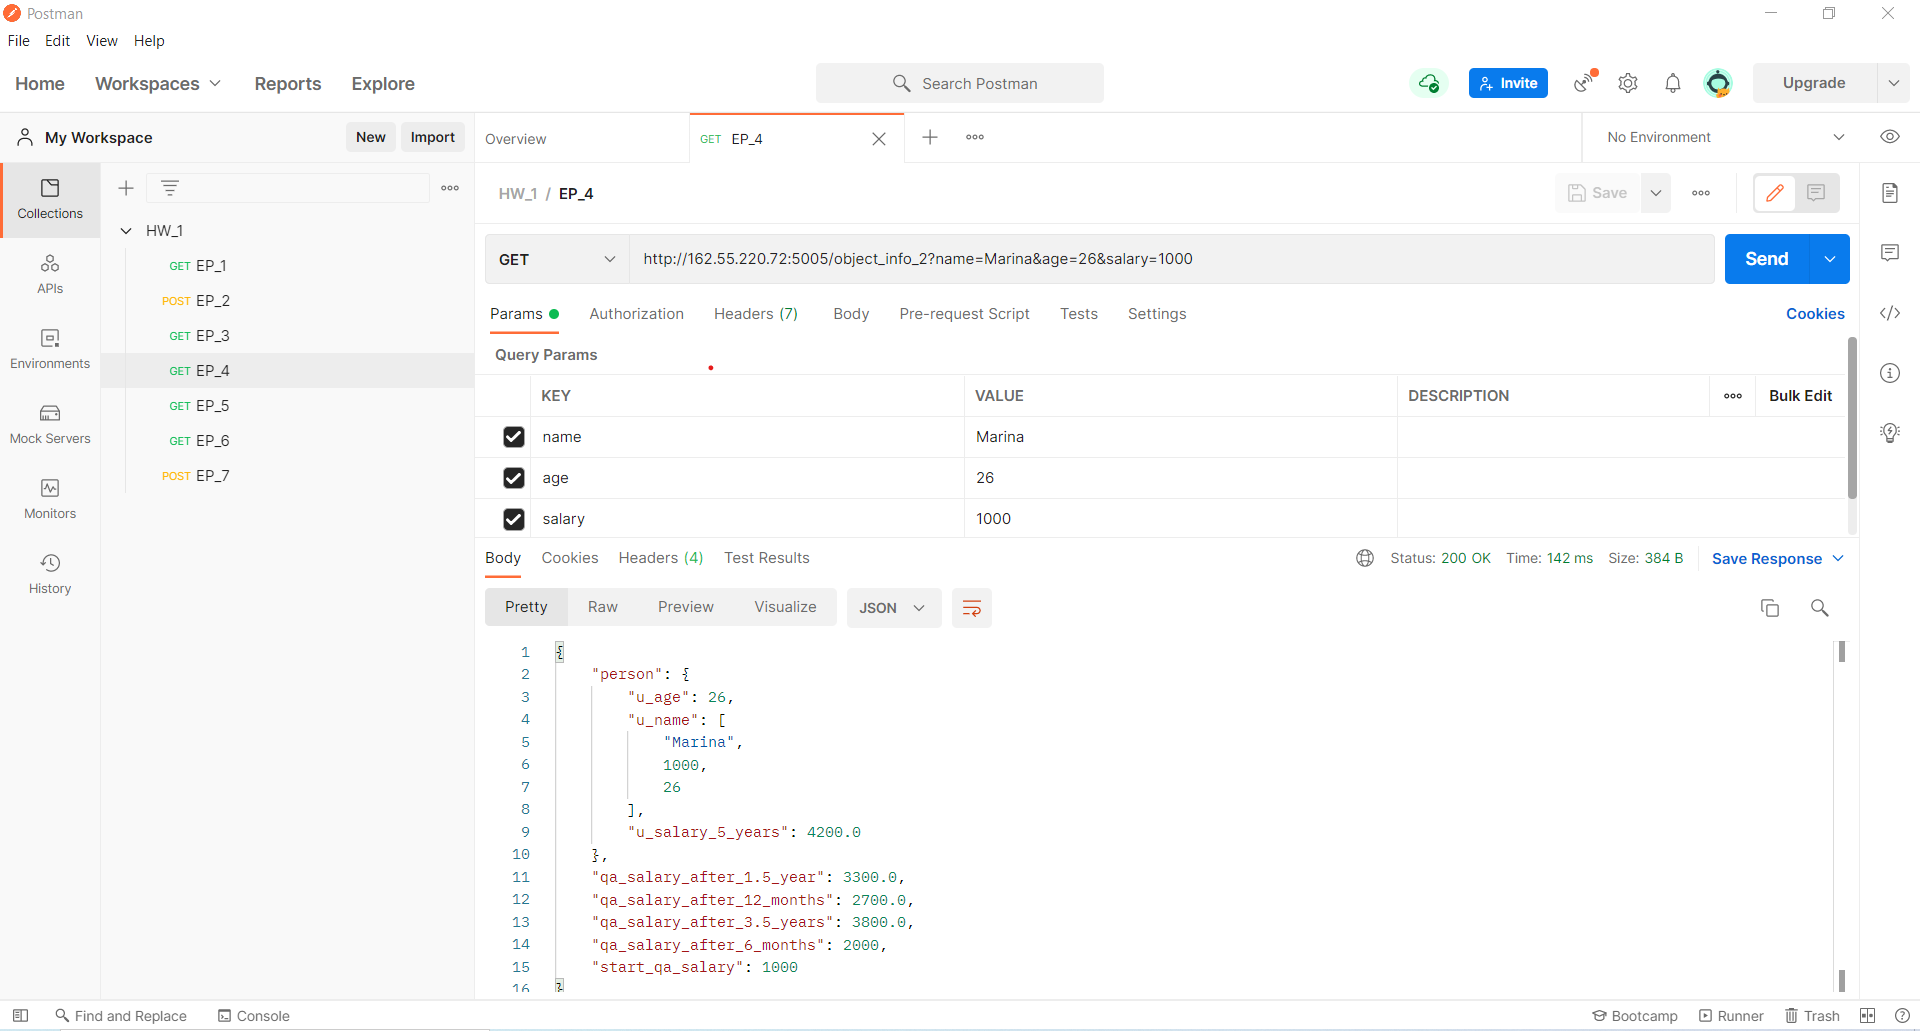 Postman
File Edit View Help
Home Workspaces Reports Explore Search Postman Invite Upgrade
My Workspace New Import Overview GET EP_4 No Environment
Collections
APIs
Environments
Mock Servers
Monitors
History
HW_1
GET EP_1
POST EP_2
GET EP_3
GET EP_4
GET EP_5
GET EP_6
POST EP_7
HW_1 / EP_4 Save
GET http://162.55.220.72:5005/object_info_2?name=Marina&age=26&salary=1000 Send
Params Authorization Headers (7) Body Pre-request Script Tests Settings Cookies
Query Params
KEY VALUE DESCRIPTION Bulk Edit
name Marina
age 26
salary 1000
Body Cookies Headers (4) Test Results Status: 200 OK Time: 142 ms Size: 384 B Save Response
Pretty Raw Preview Visualize JSON
1 {
2 "person": {
3 "u_age": 26,
4 "u_name": [
5 "Marina",
6 1000,
7 26
8 ],
9 "u_salary_5_years": 4200.0
10 },
11 "qa_salary_after_1.5_year": 3300.0,
12 "qa_salary_after_12_months": 2700.0,
13 "qa_salary_after_3.5_years": 3800.0,
14 "qa_salary_after_6_months": 2000,
15 "start_qa_salary": 1000
16 }
Find and Replace Console Bootcamp Runner Trash